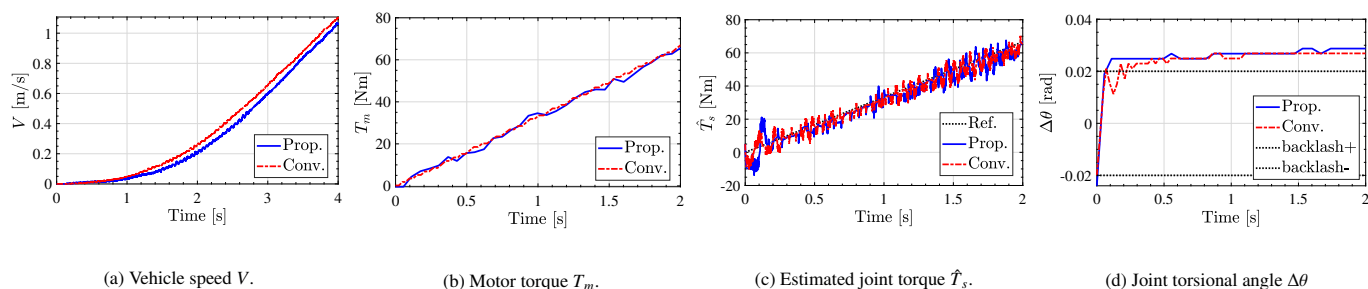 1
0.8
0.6
0.4
0.2
0
V [m/s]
0 1 2 3 4
Time [s]
Prop.
Conv.
(a) Vehicle speed V.
80
60
40
20
0
T_m [Nm]
0 0.5 1 1.5 2
Time [s]
Prop.
Conv.
(b) Motor torque T_m.
80
60
40
20
0
-20
T̂_s [Nm]
0 0.5 1 1.5 2
Time [s]
Ref.
Prop.
Conv.
(c) Estimated joint torque T̂_s.
0.04
0.02
0
-0.02
Δθ [rad]
0 0.5 1 1.5 2
Time [s]
Prop.
Conv.
backlash+
backlash-
(d) Joint torsional angle Δθ